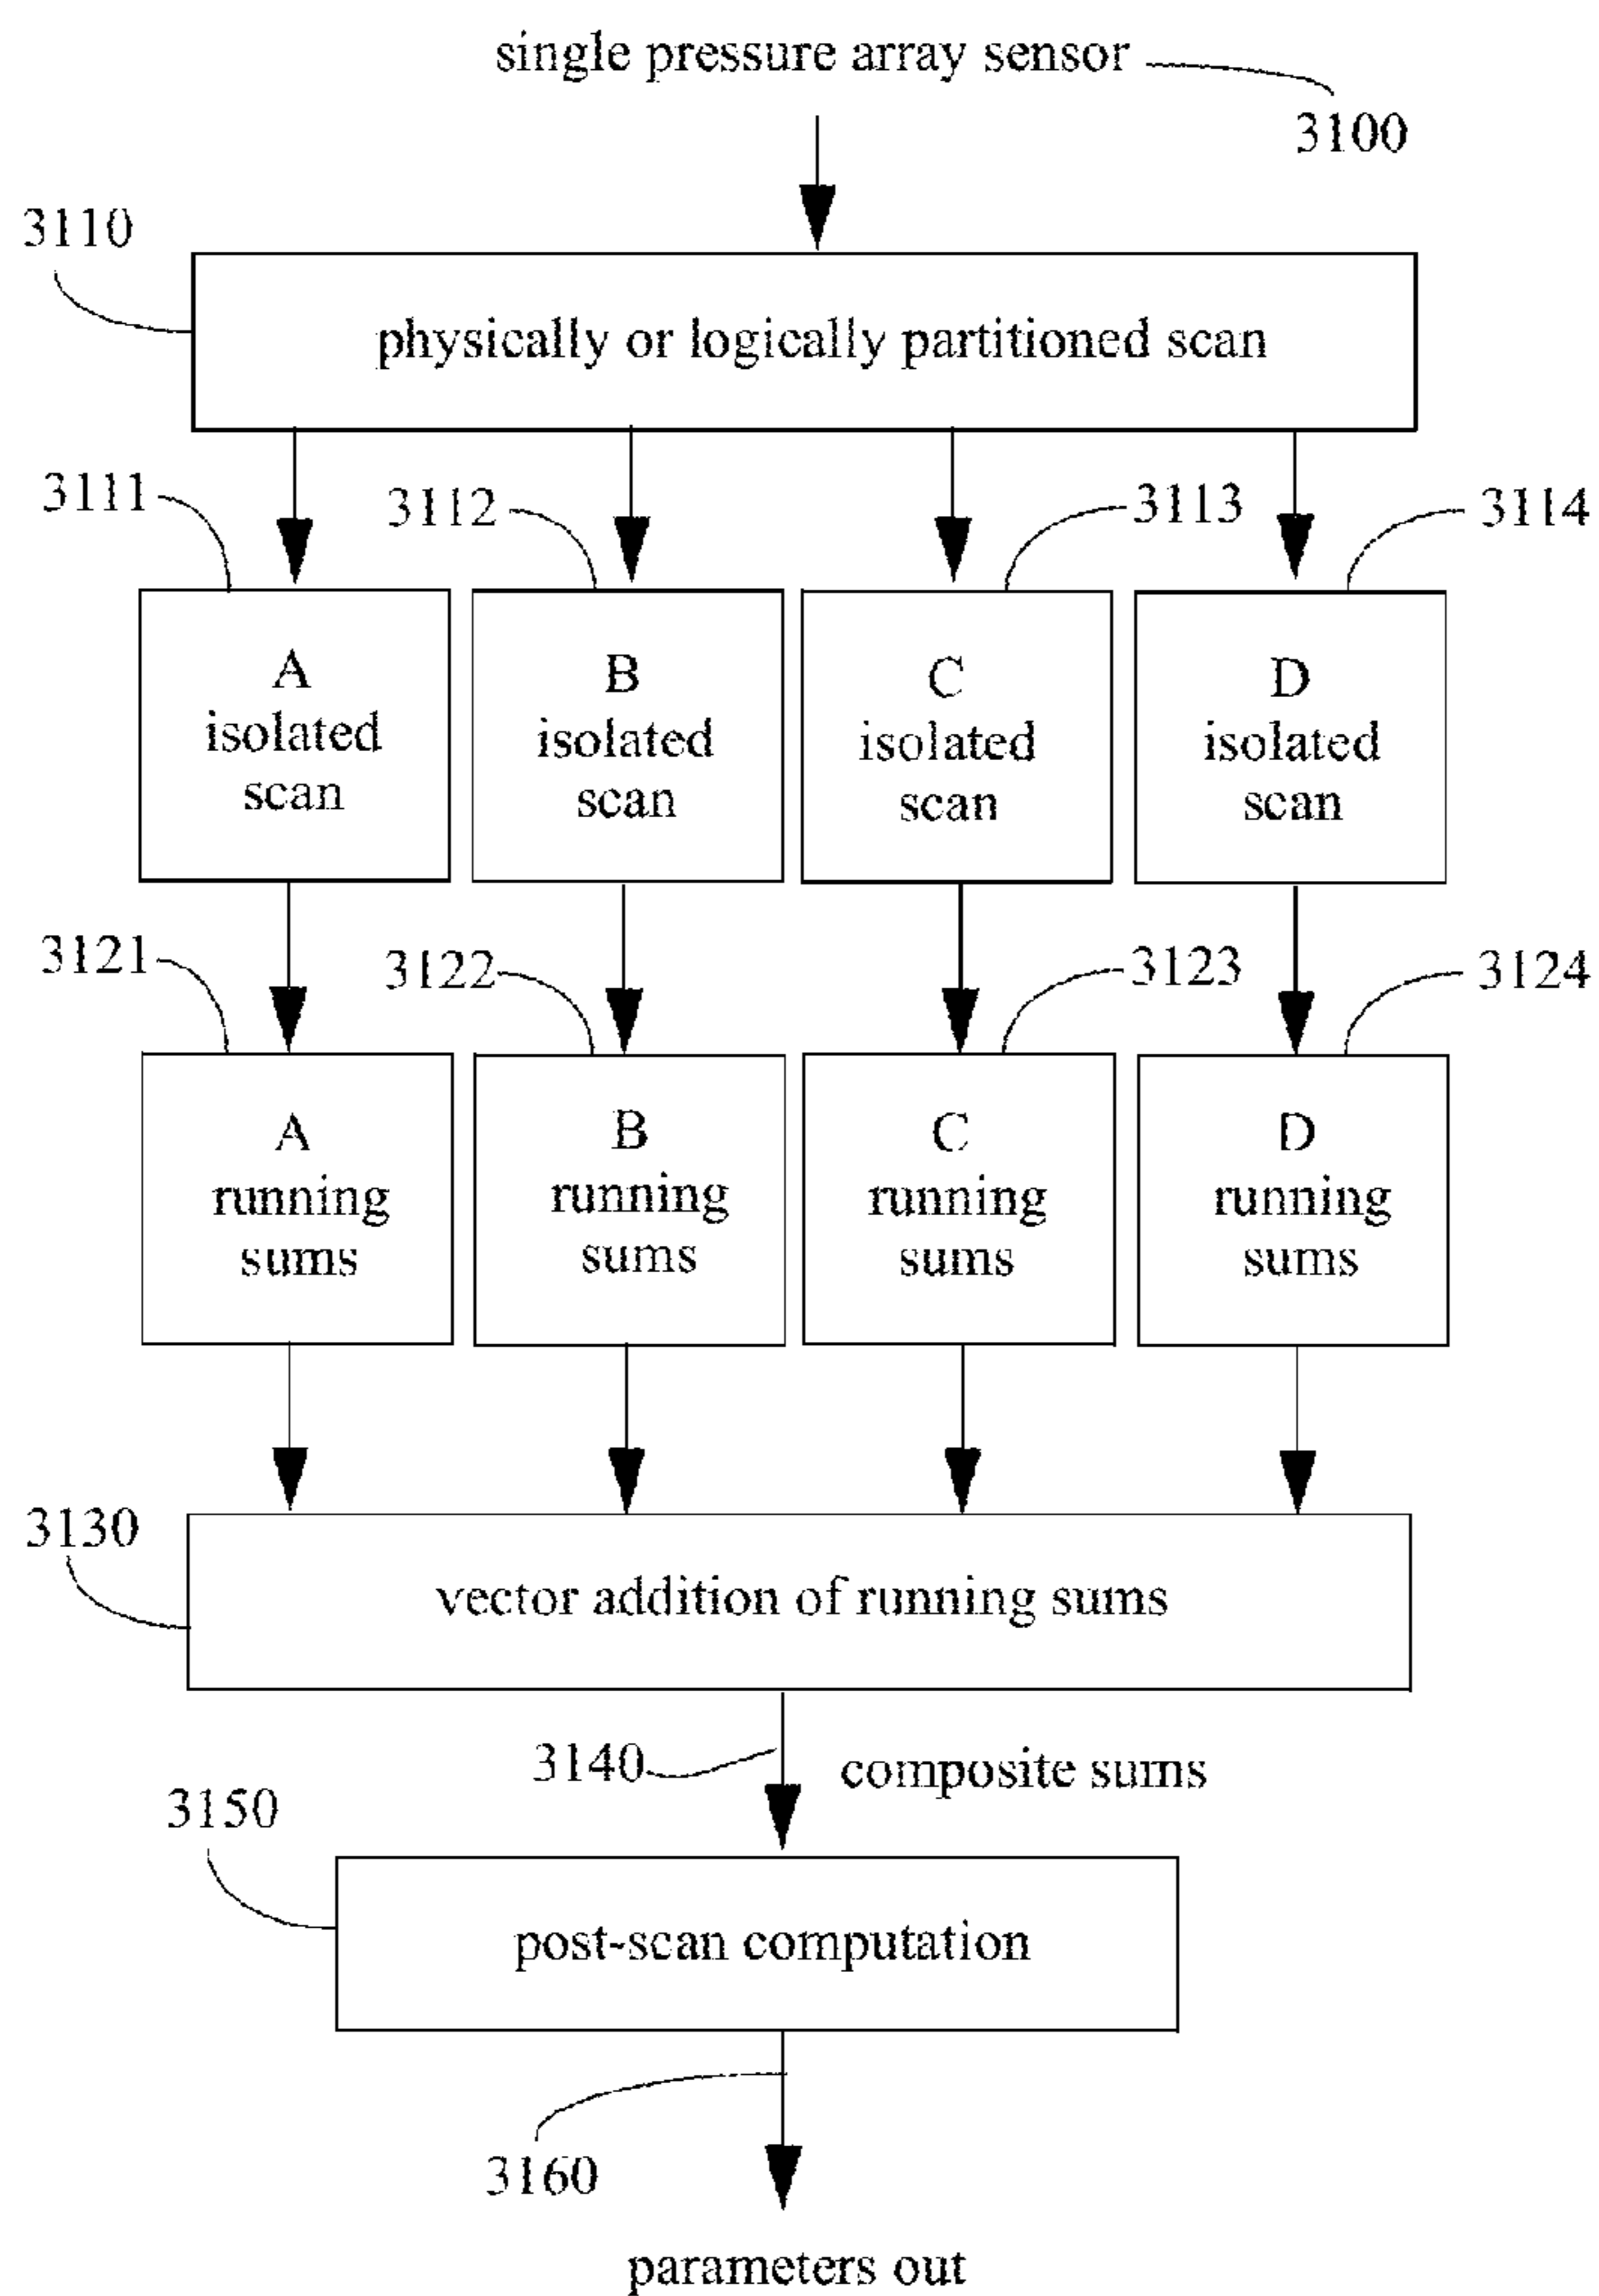 single pressure array sensor
3100
3110
physically or logically partitioned scan
3111
3112
3113
3114
A
isolated
scan
B
isolated
scan
C
isolated
scan
D
isolated
scan
3121
3122
3123
3124
A
running
sums
B
running
sums
C
running
sums
D
running
sums
3130
vector addition of running sums
3140
composite sums
3150
post-scan computation
3160
parameters out